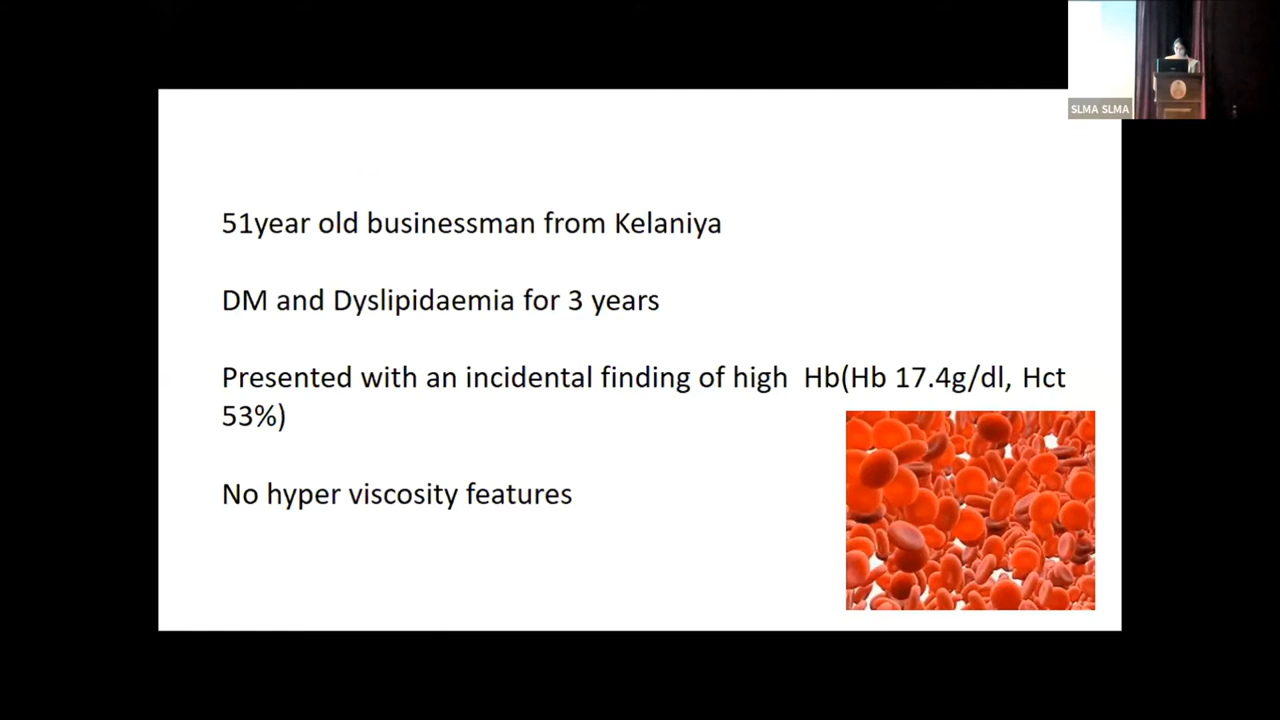 SLMA SLMA
51year old businessman from Kelaniya
DM and Dyslipidaemia for 3 years
Presented with an incidental finding of high  Hb(Hb 17.4g/dl, Hct
53%)
No hyper viscosity features